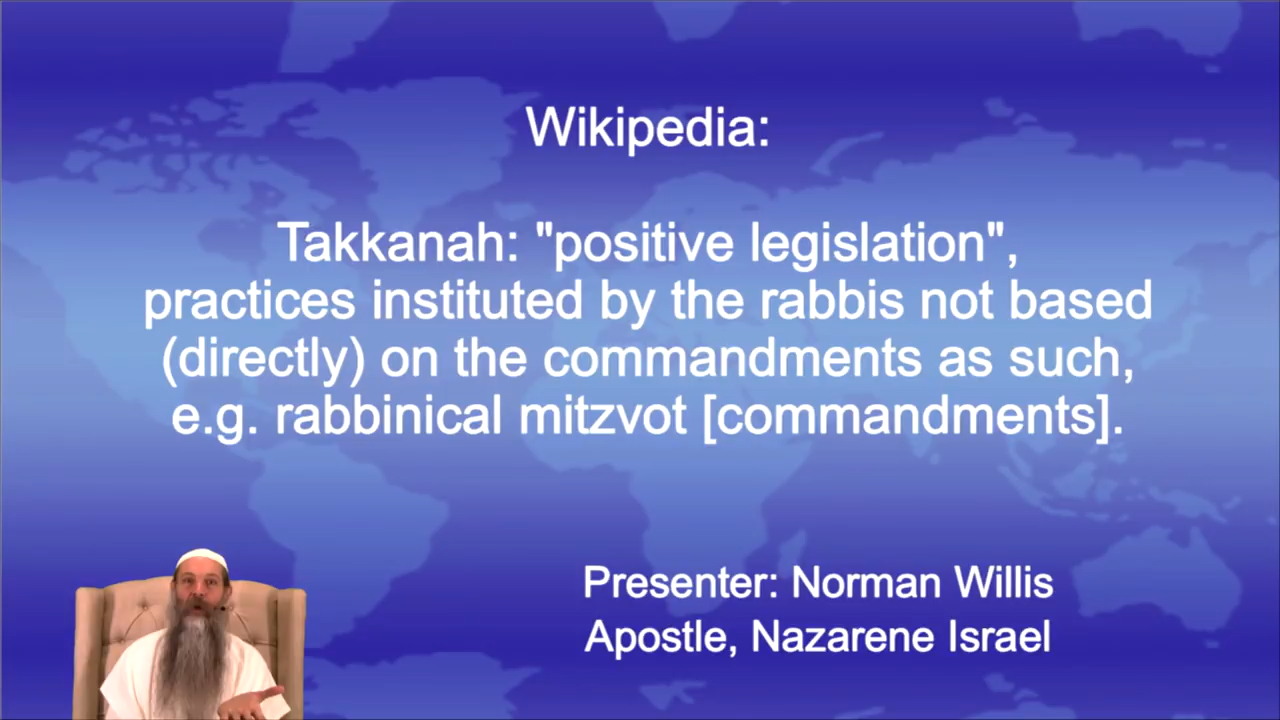 Wikipedia:
Takkanah: "positive legislation",
practices instituted by the rabbis not based
(directly) on the commandments as such,
e.g. rabbinical mitzvot [commandments].
Presenter: Norman Willis
Apostle, Nazarene Israel